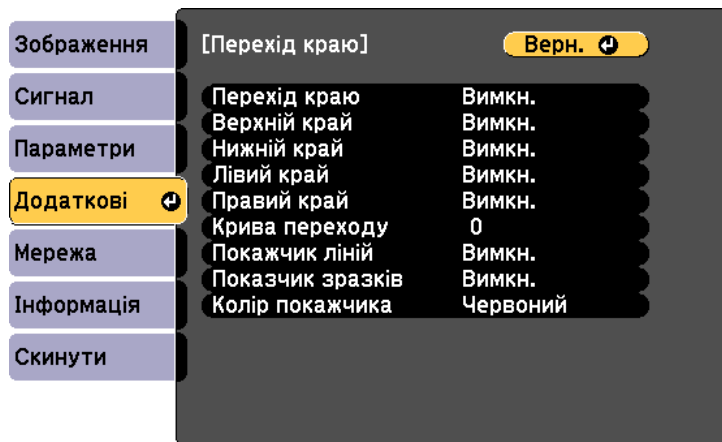 Зображення
Сигнал
Параметри
Додаткові
Мережа
Інформація
Скинути
[Перехід краю] Верн.
Перехід краю Вимкн.
Верхній край Вимкн.
Нижній край Вимкн.
Лівий край Вимкн.
Правий край Вимкн.
Крива переходу 0
Покажчик ліній Вимкн.
Показчик зразків Вимкн.
Колір покажчика Червоний